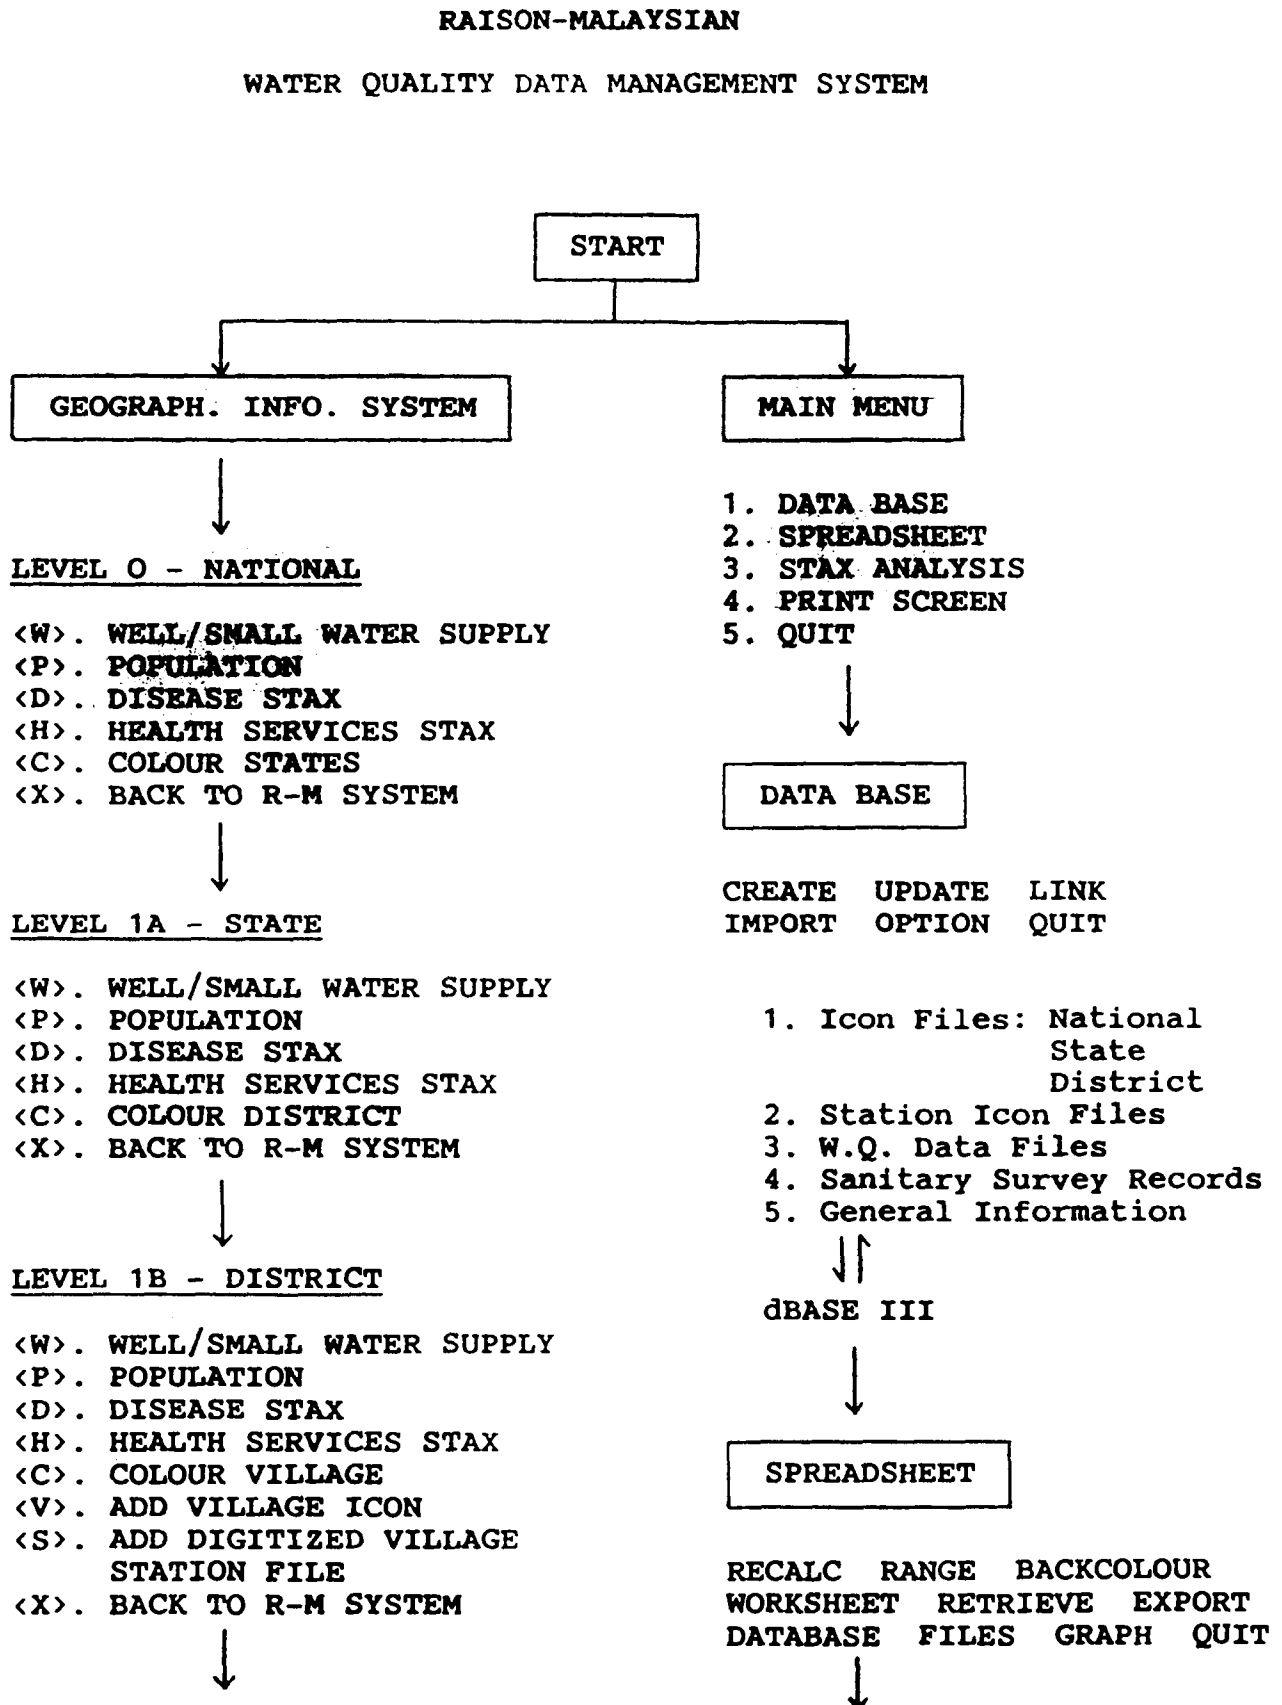 RAISON-MALAYSIAN
WATER QUALITY DATA MANAGEMENT SYSTEM
START
GEOGRAPH. INFO. SYSTEM
LEVEL O - NATIONAL
<W>. WELL/SMALL WATER SUPPLY
<P>. POPULATION
<D>. DISEASE STAX
<H>. HEALTH SERVICES STAX
<C>. COLOUR STATES
<X>. BACK TO R-M SYSTEM
LEVEL 1A - STATE
<W>. WELL/SMALL WATER SUPPLY
<P>. POPULATION
<D>. DISEASE STAX
<H>. HEALTH SERVICES STAX
<C>. COLOUR DISTRICT
<X>. BACK TO R-M SYSTEM
LEVEL 1B - DISTRICT
<W>. WELL/SMALL WATER SUPPLY
<P>. POPULATION
<D>. DISEASE STAX
<H>. HEALTH SERVICES STAX
<C>. COLOUR VILLAGE
<V>. ADD VILLAGE ICON
<S>. ADD DIGITIZED VILLAGE
STATION FILE
<X>. BACK TO R-M SYSTEM
MAIN MENU
1. DATA BASE
2. SPREADSHEET
3. STAX ANALYSIS
4. PRINT SCREEN
5. QUIT
DATA BASE
CREATE UPDATE LINK
IMPORT OPTION QUIT
1. Icon Files: National
State
District
2. Station Icon Files
3. W.Q. Data Files
4. Sanitary Survey Records
5. General Information
dBASE III
SPREADSHEET
RECALC RANGE BACKCOLOUR
WORKSHEET RETRIEVE EXPORT
DATABASE FILES GRAPH QUIT